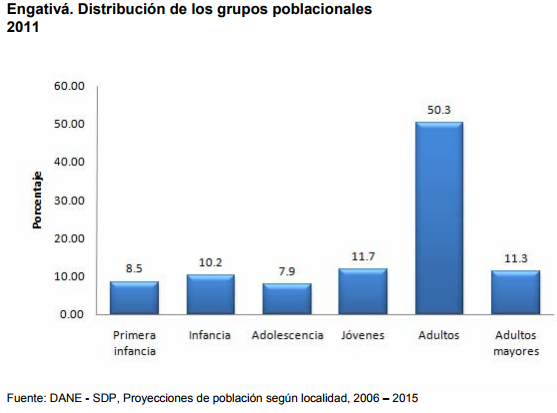 Engativá. Distribución de los grupos poblacionales
2011
60.00
50.00
40.00
30.00
20.00
10.00
0.00
Porcentaje
8.5
10.2
7.9
11.7
50.3
11.3
Primera
infancia
Infancia
Adolescencia
Jóvenes
Adultos
Adultos
mayores
Fuente: DANE - SDP, Proyecciones de población según localidad, 2006 – 2015